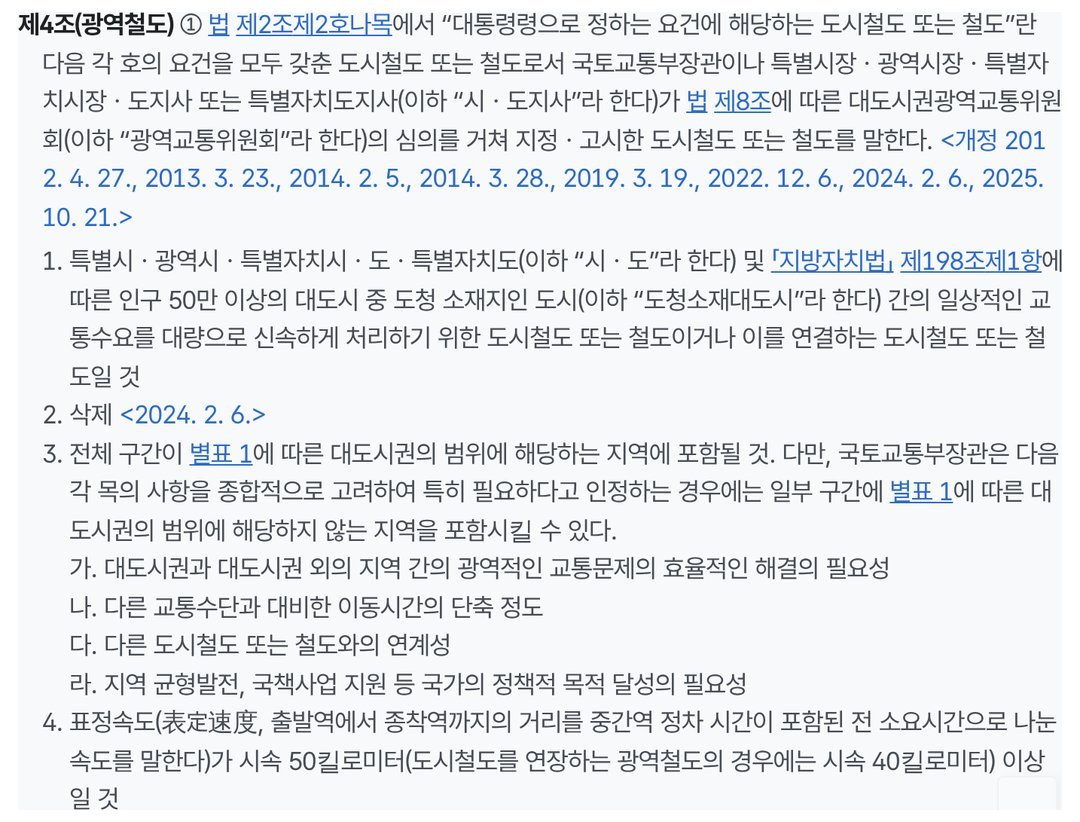 제4조(광역철도) ① 법 제2조제2호나목에서 “대통령령으로 정하는 요건에 해당하는 도시철도 또는 철도”란
다음 각 호의 요건을 모두 갖춘 도시철도 또는 철도로서 국토교통부장관이나 특별시장ㆍ광역시장ㆍ특별자
치시장ㆍ도지사 또는 특별자치도지사(이하 “시ㆍ도지사”라 한다)가 법 제8조에 따른 대도시권광역교통위원
회(이하 “광역교통위원회”라 한다)의 심의를 거쳐 지정ㆍ고시한 도시철도 또는 철도를 말한다. <개정 201
2. 4. 27., 2013. 3. 23., 2014. 2. 5., 2014. 3. 28., 2019. 3. 19., 2022. 12. 6., 2024. 2. 6., 2025.
10. 21.>
1. 특별시ㆍ광역시ㆍ특별자치시ㆍ도ㆍ특별자치도(이하 “시ㆍ도”라 한다) 및 「지방자치법」 제198조제1항에
따른 인구 50만 이상의 대도시 중 도청 소재지인 도시(이하 “도청소재대도시”라 한다) 간의 일상적인 교
통수요를 대량으로 신속하게 처리하기 위한 도시철도 또는 철도이거나 이를 연결하는 도시철도 또는 철
도일 것
2. 삭제 <2024. 2. 6.>
3. 전체 구간이 별표 1에 따른 대도시권의 범위에 해당하는 지역에 포함될 것. 다만, 국토교통부장관은 다음
각 목의 사항을 종합적으로 고려하여 특히 필요하다고 인정하는 경우에는 일부 구간에 별표 1에 따른 대
도시권의 범위에 해당하지 않는 지역을 포함시킬 수 있다.
가. 대도시권과 대도시권 외의 지역 간의 광역적인 교통문제의 효율적인 해결의 필요성
나. 다른 교통수단과 대비한 이동시간의 단축 정도
다. 다른 도시철도 또는 철도와의 연계성
라. 지역 균형발전, 국책사업 지원 등 국가의 정책적 목적 달성의 필요성
4. 표정속도(表定速度, 출발역에서 종착역까지의 거리를 중간역 정차 시간이 포함된 전 소요시간으로 나눈
속도를 말한다)가 시속 50킬로미터(도시철도를 연장하는 광역철도의 경우에는 시속 40킬로미터) 이상
일 것